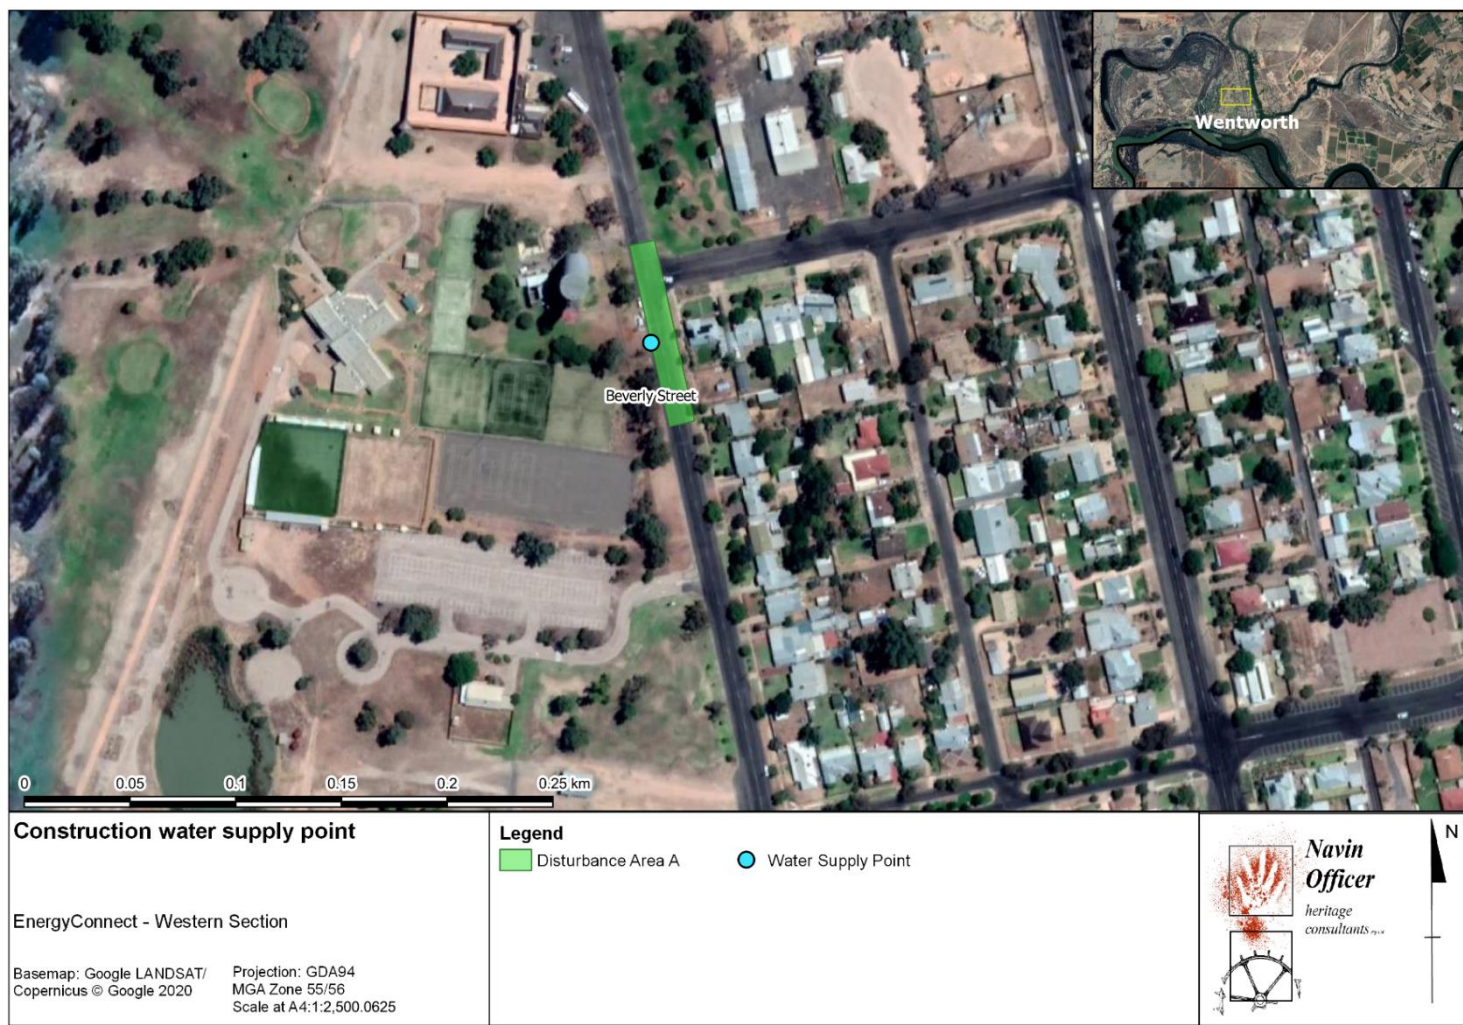 Wentworth
Beverly Street
0 0.05 0.1 0.15 0.2 0.25 km
Construction water supply point
EnergyConnect - Western Section
Basemap: Google LANDSAT/
Copernicus © Google 2020
Projection: GDA94
MGA Zone 55/56
Scale at A4:1:2,500.0625
Legend
Disturbance Area A
Water Supply Point
Navin
Officer
heritage
consultants
N